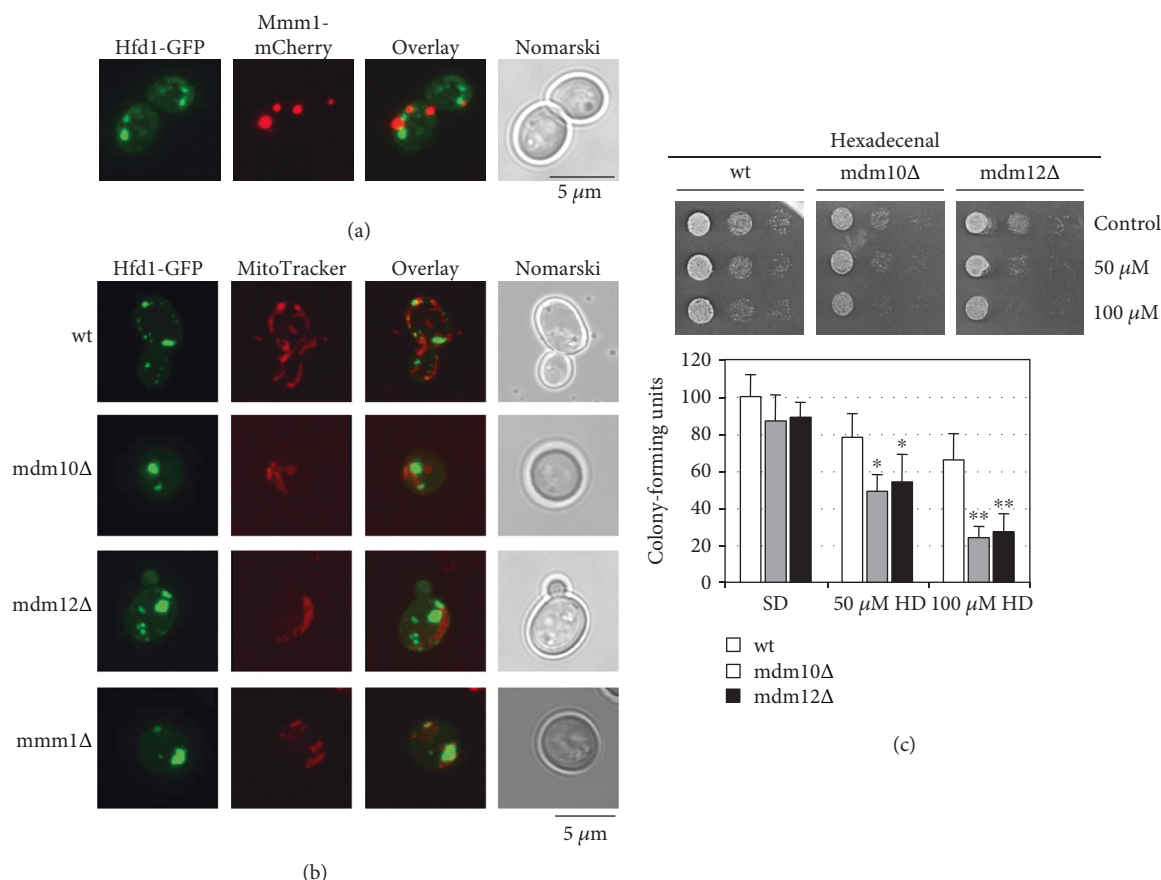 Hfd1-GFP
Mmm1-
mCherry
Overlay
Nomarski
5 μm
(a)
Hfd1-GFP
MitoTracker
Overlay
Nomarski
wt
mdm10Δ
mdm12Δ
mmm1Δ
5 μm
(b)
Hexadecenal
wt
mdm10Δ
mdm12Δ
Control
50 μM
100 μM
Colony-forming units
120
100
80
60
40
20
0
*
*
**
**
SD
50 μM HD
100 μM HD
wt
mdm10Δ
mdm12Δ
(c)